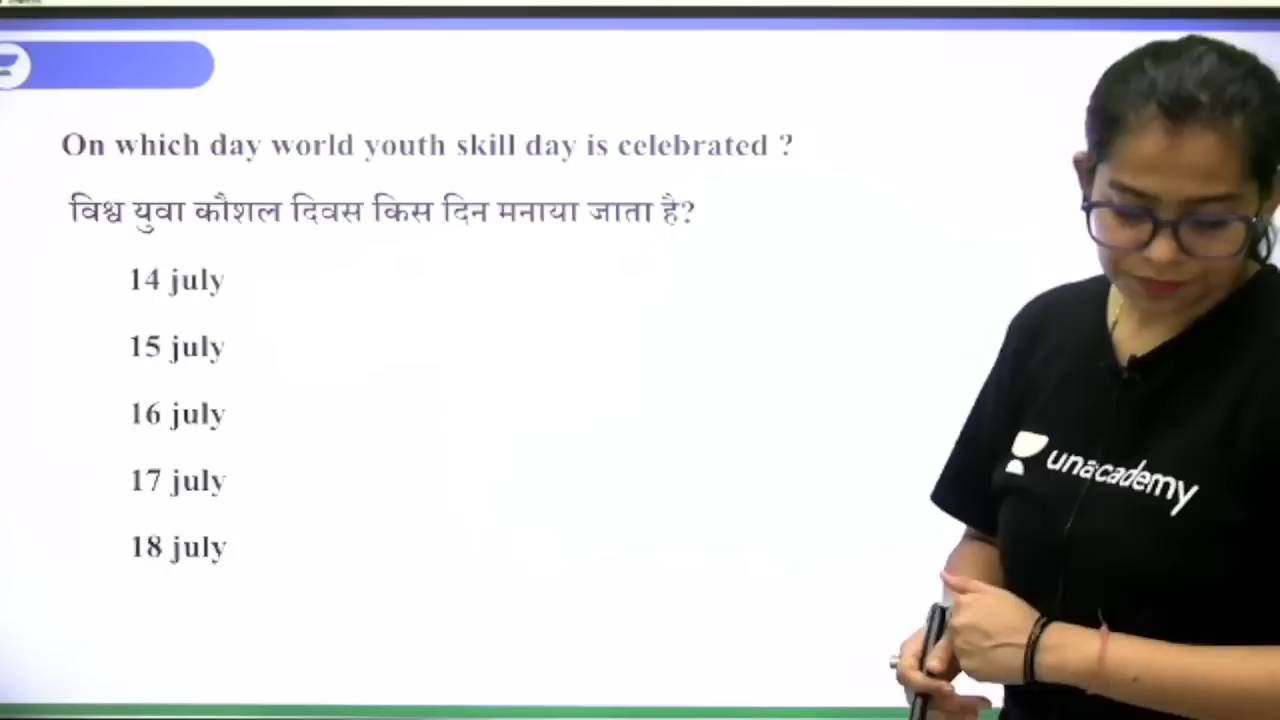 On which day world youth skill day is celebrated ?
विश्व युवा कौशल दिवस किस दिन मनाया जाता है?
14 july
15 july
16 july
17 july
18 july
unacademy